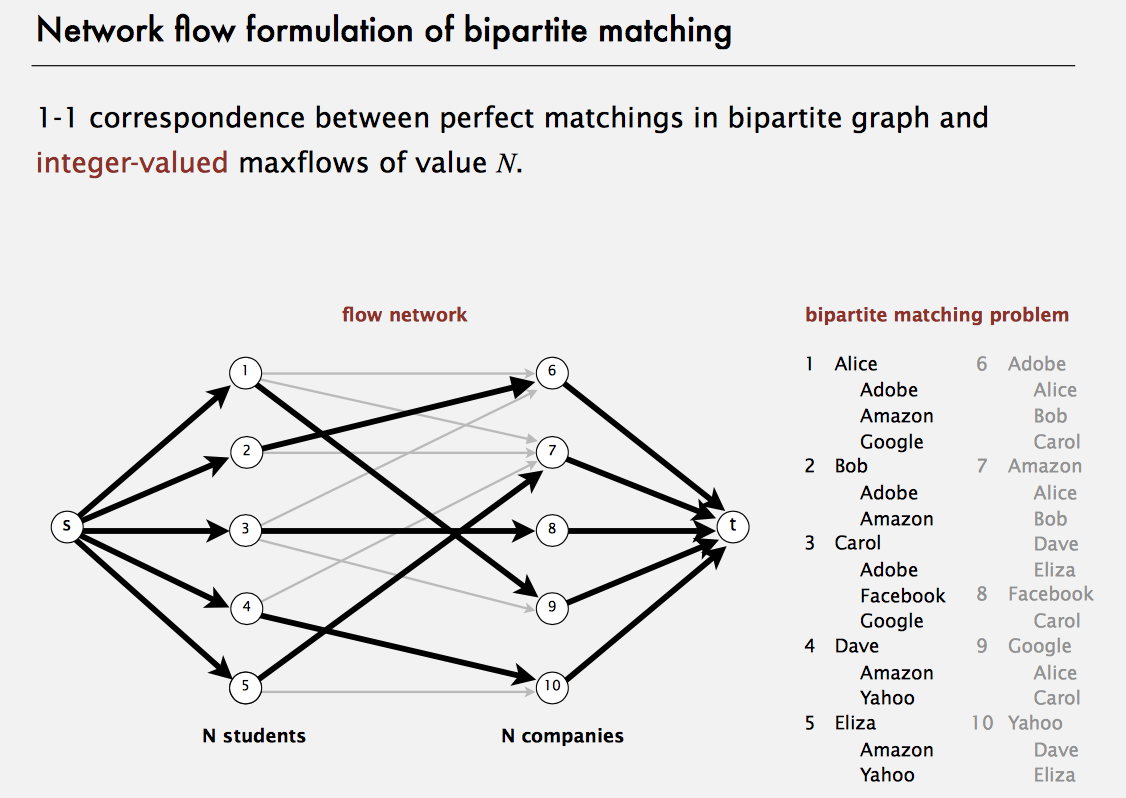 Network flow formulation of bipartite matching
1-1 correspondence between perfect matchings in bipartite graph and
integer-valued maxflows of value N.
flow network
s
1
2
3
4
5
6
7
8
9
10
t
N students
N companies
bipartite matching problem
1 Alice
Adobe
Amazon
Google
2 Bob
Adobe
Amazon
3 Carol
Adobe
Facebook
Google
4 Dave
Amazon
Yahoo
5 Eliza
Amazon
Yahoo
6 Adobe
Alice
Bob
Carol
7 Amazon
Alice
Bob
Dave
Eliza
8 Facebook
Carol
9 Google
Alice
Carol
10 Yahoo
Dave
Eliza